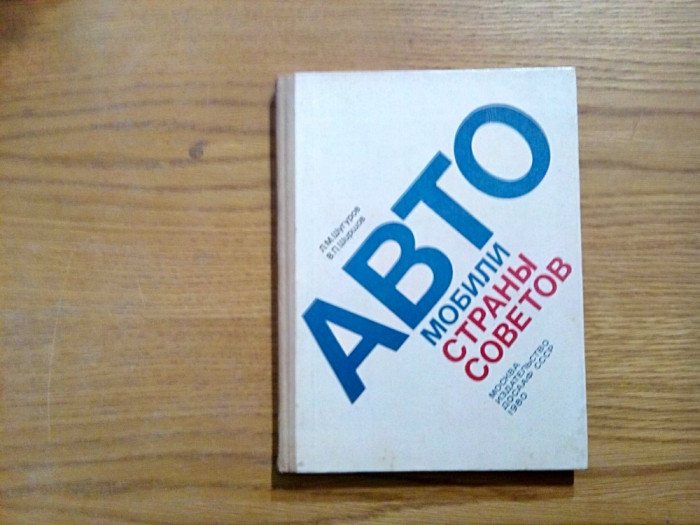 Л.М.Шугуров
В.П.Ширшов
АВТО
МОБИЛИ
СТРАНЫ
СОВЕТОВ
МОСКВА
ИЗДАТЕЛЬСТВО
ДОСААФ СССР
1980